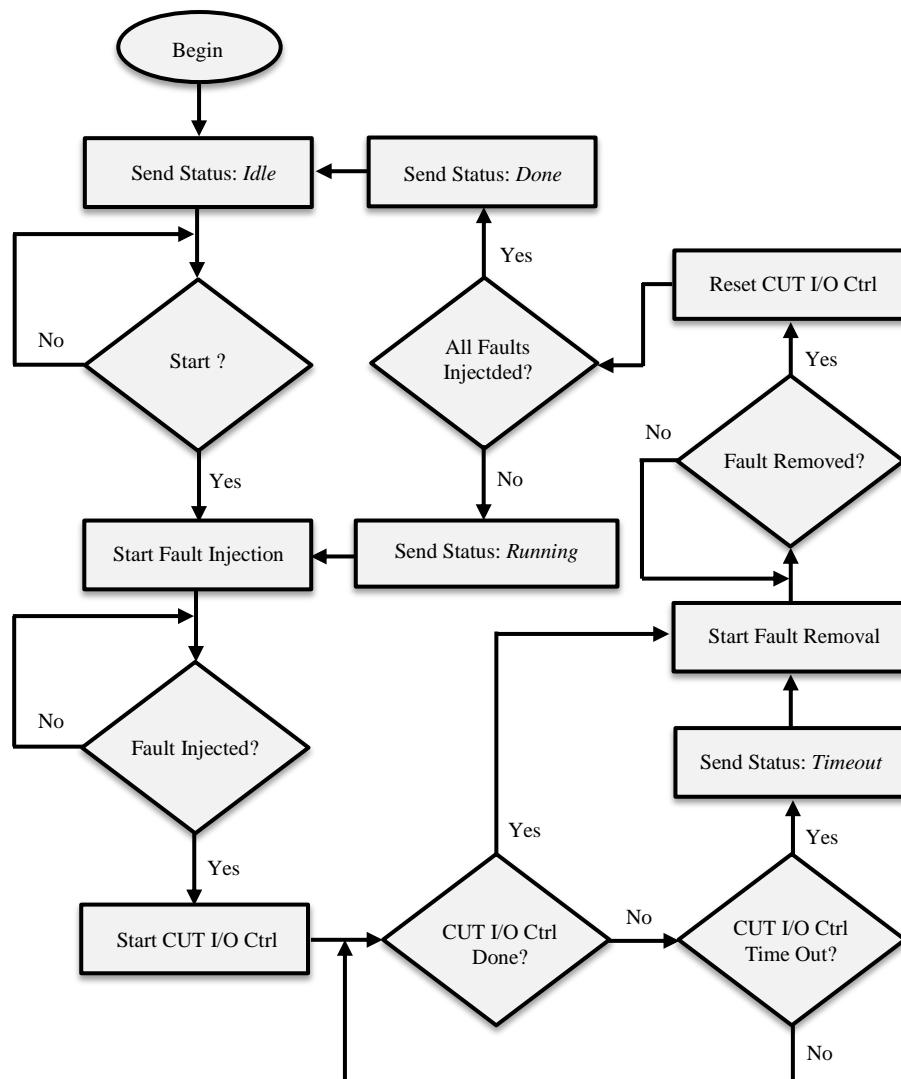 Begin
Send Status: Idle
Send Status: Done
Yes
Reset CUT I/O Ctrl
No
Start ?
All Faults
Injectded?
Yes
No
Fault Removed?
Yes
No
Start Fault Injection
Send Status: Running
Start Fault Removal
No
Fault Injected?
Send Status: Timeout
Yes
Yes
Yes
Start CUT I/O Ctrl
CUT I/O Ctrl
Done?
No
CUT I/O Ctrl
Time Out?
No